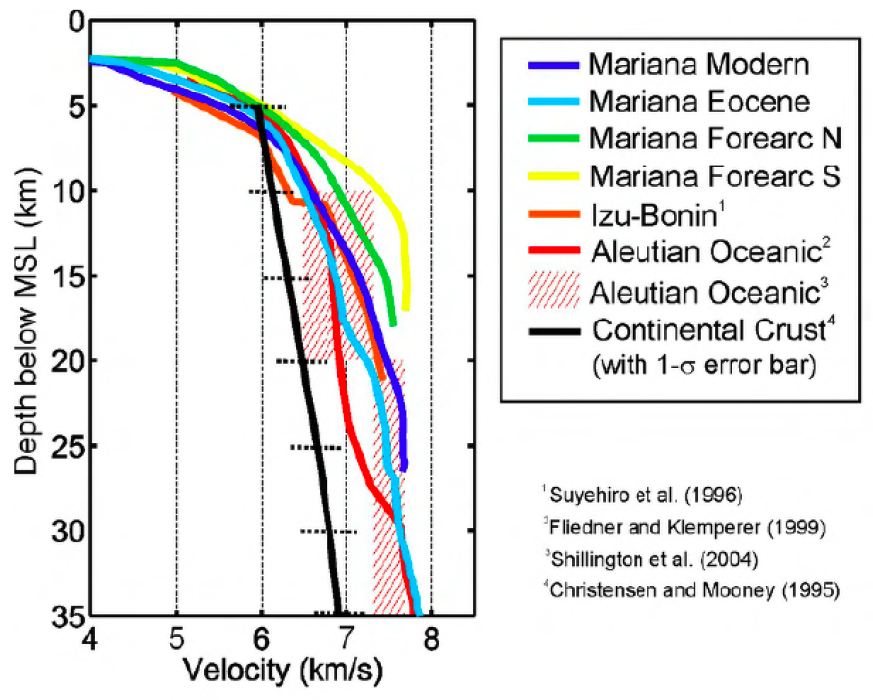 0
5
10
15
20
25
30
35
Depth below MSL (km)
4 5 6 7 8
Velocity (km/s)
Mariana Modern
Mariana Eocene
Mariana Forearc N
Mariana Forearc S
Izu-Bonin¹
Aleutian Oceanic²
Aleutian Oceanic³
Continental Crust⁴
(with 1-σ error bar)
¹Suyehiro et al. (1996)
²Fliedner and Klemperer (1999)
³Shillington et al. (2004)
⁴Christensen and Mooney (1995)